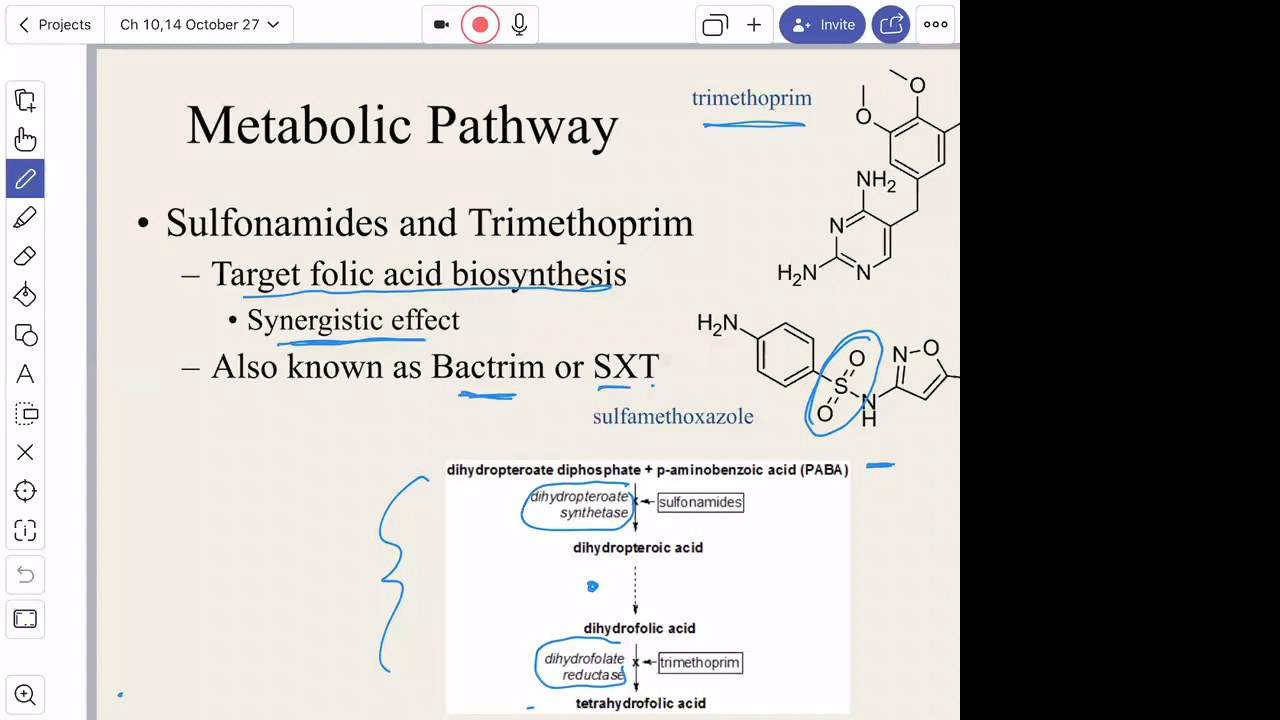 Projects
Ch 10,14 October 27
Invite
Metabolic Pathway
trimethoprim
• Sulfonamides and Trimethoprim
– Target folic acid biosynthesis
• Synergistic effect
– Also known as Bactrim or SXT
O
O
NH2
N
H2N
N
H2N
O
S
O
N
H
N
O
sulfamethoxazole
dihydropteroate diphosphate + p-aminobenzoic acid (PABA)
dihydropteroate
synthetase
x
sulfonamides
dihydropteroic acid
dihydrofolic acid
dihydrofolate
reductase
x
trimethoprim
tetrahydrofolic acid